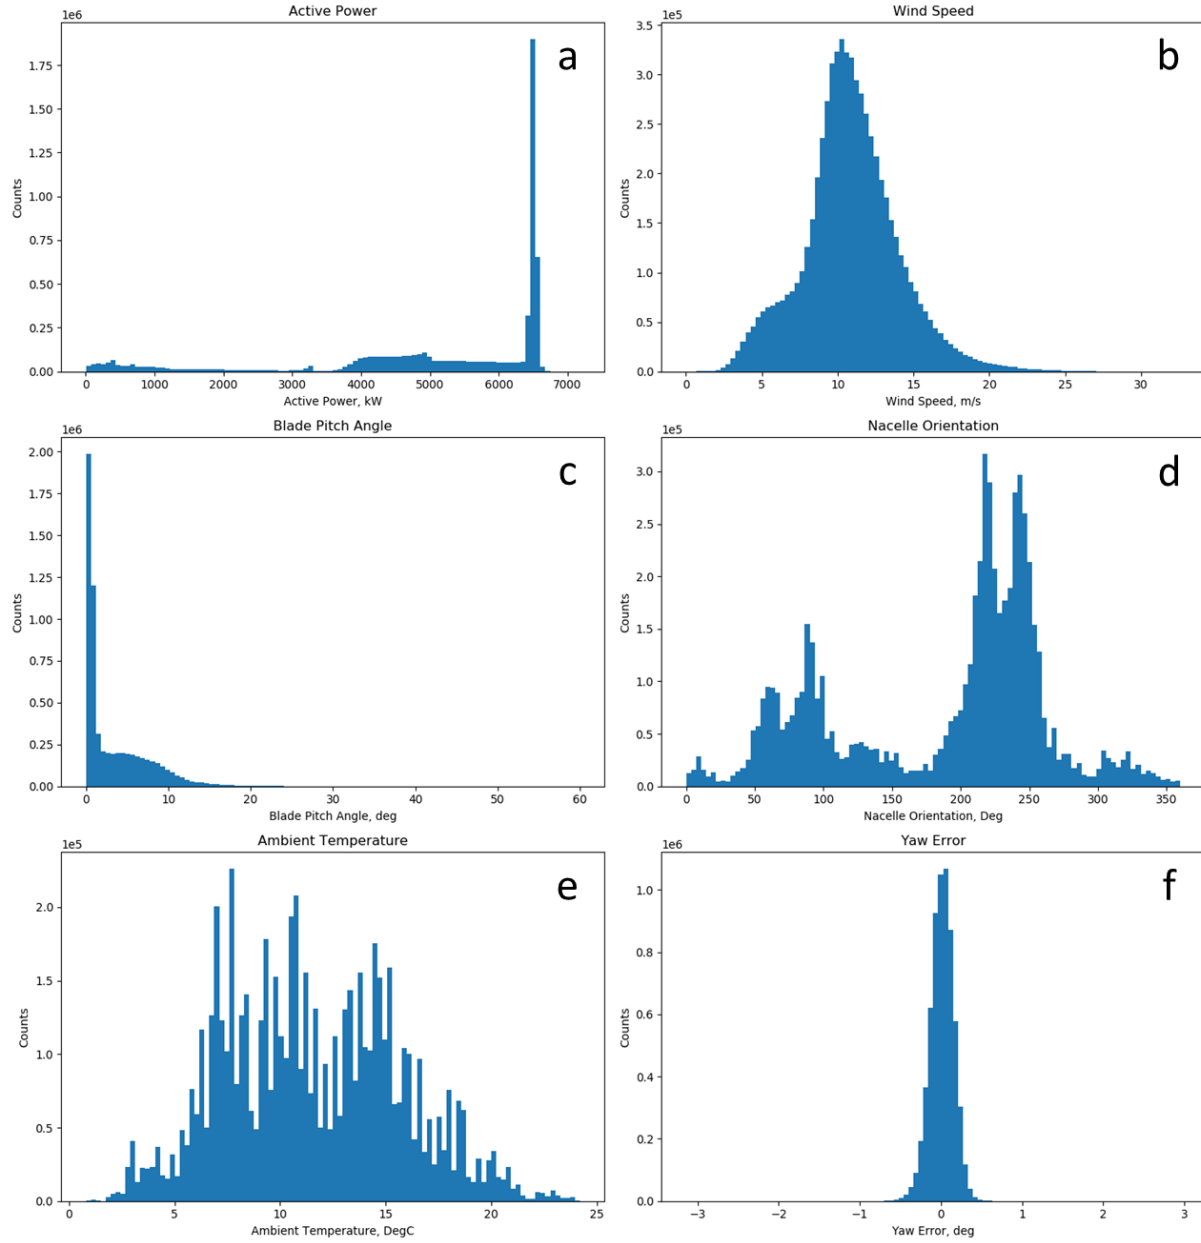 Active Power
1e6
a
1.75
1.50
1.25
1.00
0.75
0.50
0.25
0.00
Counts
0 1000 2000 3000 4000 5000 6000 7000
Active Power, kW
Wind Speed
1e5
b
3.5
3.0
2.5
2.0
1.5
1.0
0.5
0.0
Counts
0 5 10 15 20 25 30
Wind Speed, m/s
Blade Pitch Angle
1e6
c
2.00
1.75
1.50
1.25
1.00
0.75
0.50
0.25
0.00
Counts
0 10 20 30 40 50 60
Blade Pitch Angle, deg
Nacelle Orientation
1e5
d
3.0
2.5
2.0
1.5
1.0
0.5
0.0
Counts
0 50 100 150 200 250 300 350
Nacelle Orientation, Deg
Ambient Temperature
1e5
e
2.0
1.5
1.0
0.5
0.0
Counts
0 5 10 15 20 25
Ambient Temperature, DegC
Yaw Error
1e6
f
1.0
0.8
0.6
0.4
0.2
0.0
Counts
−3 −2 −1 0 1 2 3
Yaw Error, deg